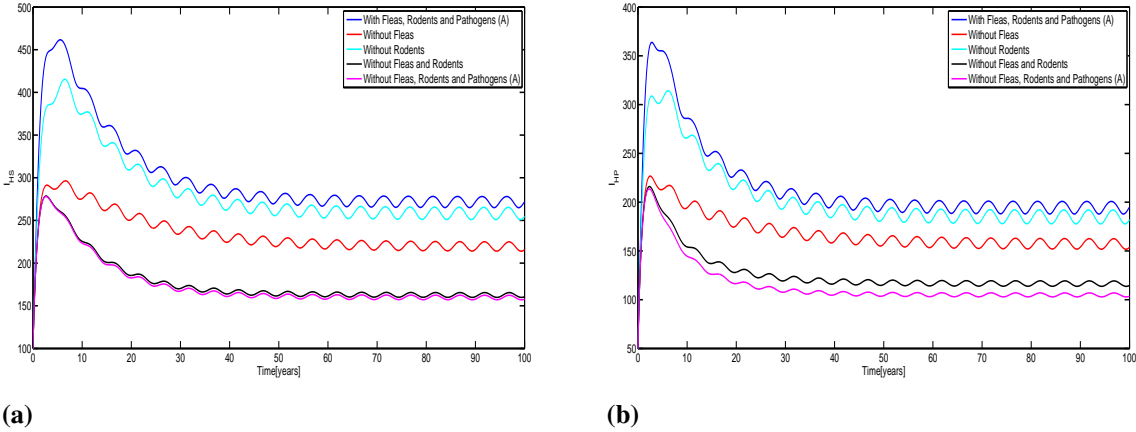 500
450
400
350
300
250
200
150
100
I_HS
0 10 20 30 40 50 60 70 80 90 100
Time[years]
With Fleas, Rodents and Pathogens (A)
Without Fleas
Without Rodents
Without Fleas and Rodents
Without Fleas, Rodents and Pathogens (A)
(a)
400
350
300
250
200
150
100
50
I_HP
0 10 20 30 40 50 60 70 80 90 100
Time[years]
With Fleas, Rodents and Pathogens (A)
Without Fleas
Without Rodents
Without Fleas and Rodents
Without Fleas, Rodents and Pathogens (A)
(b)